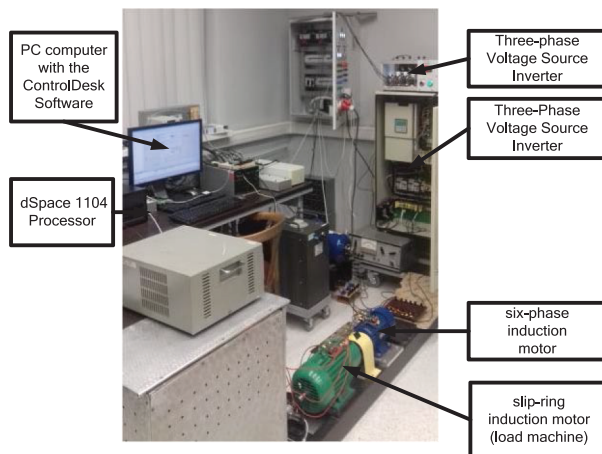 PC computer
with the
ControlDesk
Software
dSpace 1104
Processor
Three-phase
Voltage Source
Inverter
Three-Phase
Voltage Source
Inverter
six-phase
induction
motor
slip-ring
induction motor
(load machine)